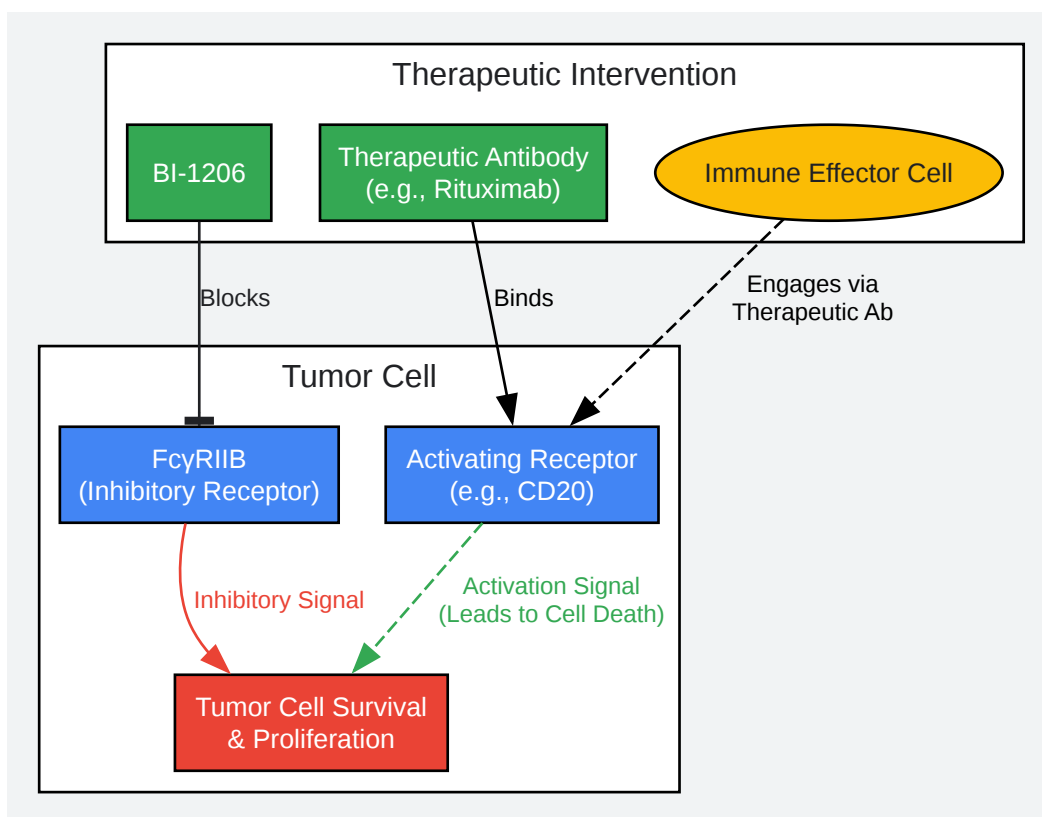 Therapeutic Intervention
BI-1206
Therapeutic Antibody
(e.g., Rituximab)
Immune Effector Cell
Blocks
Binds
Engages via
Therapeutic Ab
Tumor Cell
FcγRIIB
(Inhibitory Receptor)
Activating Receptor
(e.g., CD20)
Inhibitory Signal
Activation Signal
(Leads to Cell Death)
Tumor Cell Survival
& Proliferation